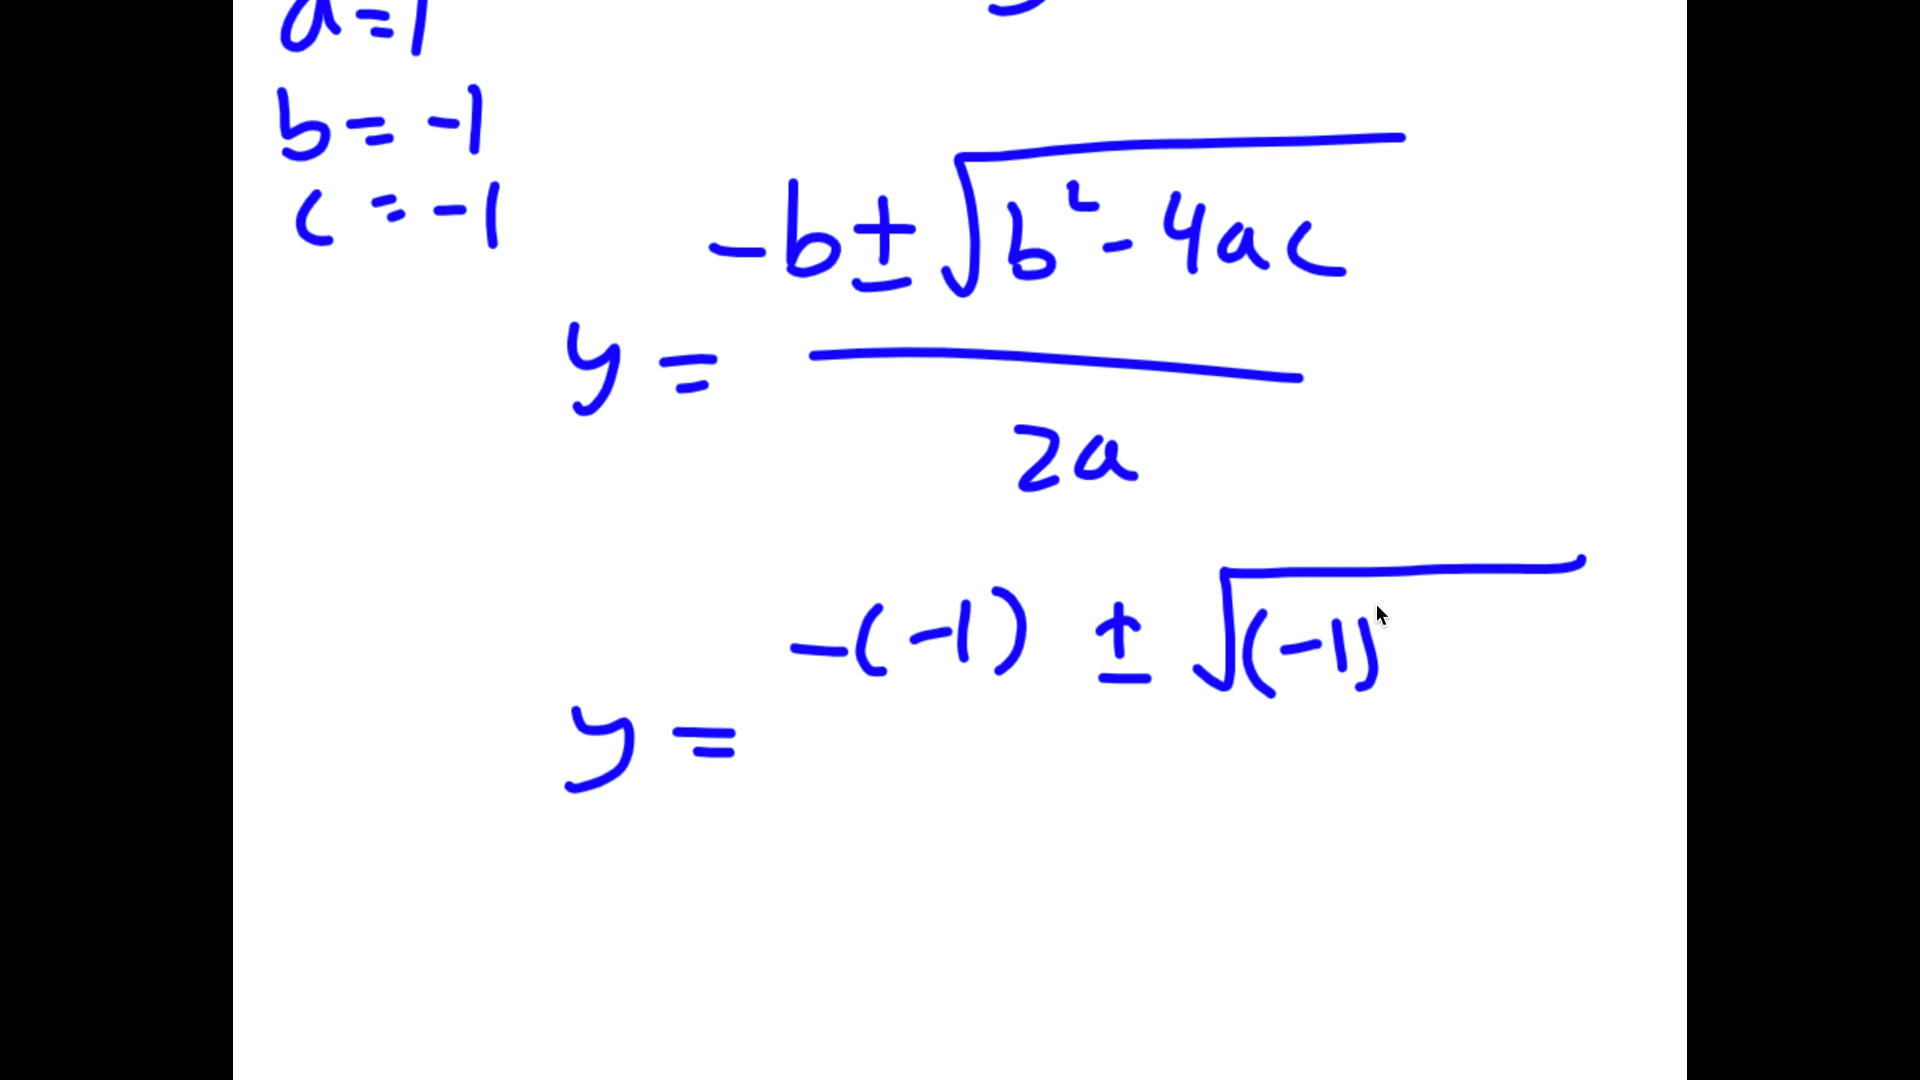 a = 1
b = -1
c = -1
y = -b ± √b² - 4ac
2a
y = -(-1) ± √(-1)